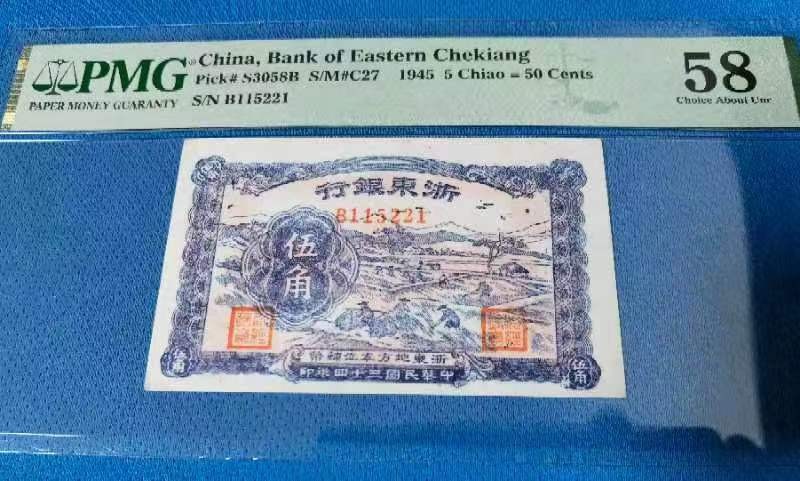 PMG
PAPER MONEY GUARANTY
China, Bank of Eastern Chekiang
Pick# S3058B S/M#C27 1945 5 Chiao = 50 Cents
S/N B115221
58
Choice About Unc
浙東銀行
B115221
伍角
浙東地方本位輔幣
中華民國三十四年印
伍角
伍角